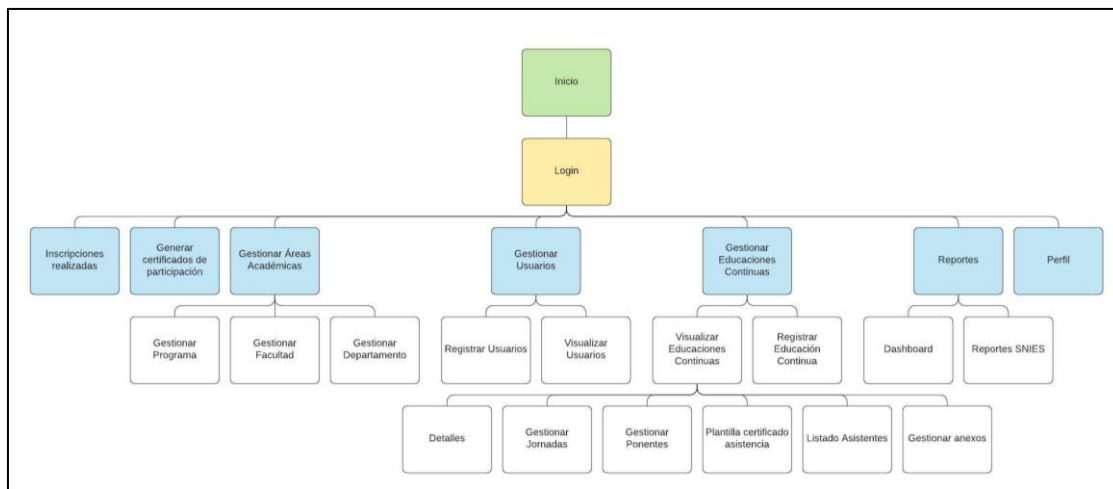 Inicio
Login
Inscripciones
realizadas
Generar
certificados de
participación
Gestionar Áreas
Académicas
Gestionar
Usuarios
Gestionar
Educaciones
Continuas
Reportes
Perfil
Gestionar
Programa
Gestionar
Facultad
Gestionar
Departamento
Registrar Usuarios
Visualizar
Usuarios
Visualizar
Educaciones
Continuas
Registrar
Educación
Continua
Dashboard
Reportes SNIES
Detalles
Gestionar
Jornadas
Gestionar
Ponentes
Plantilla certificado
asistencia
Listado Asistentes
Gestionar anexos